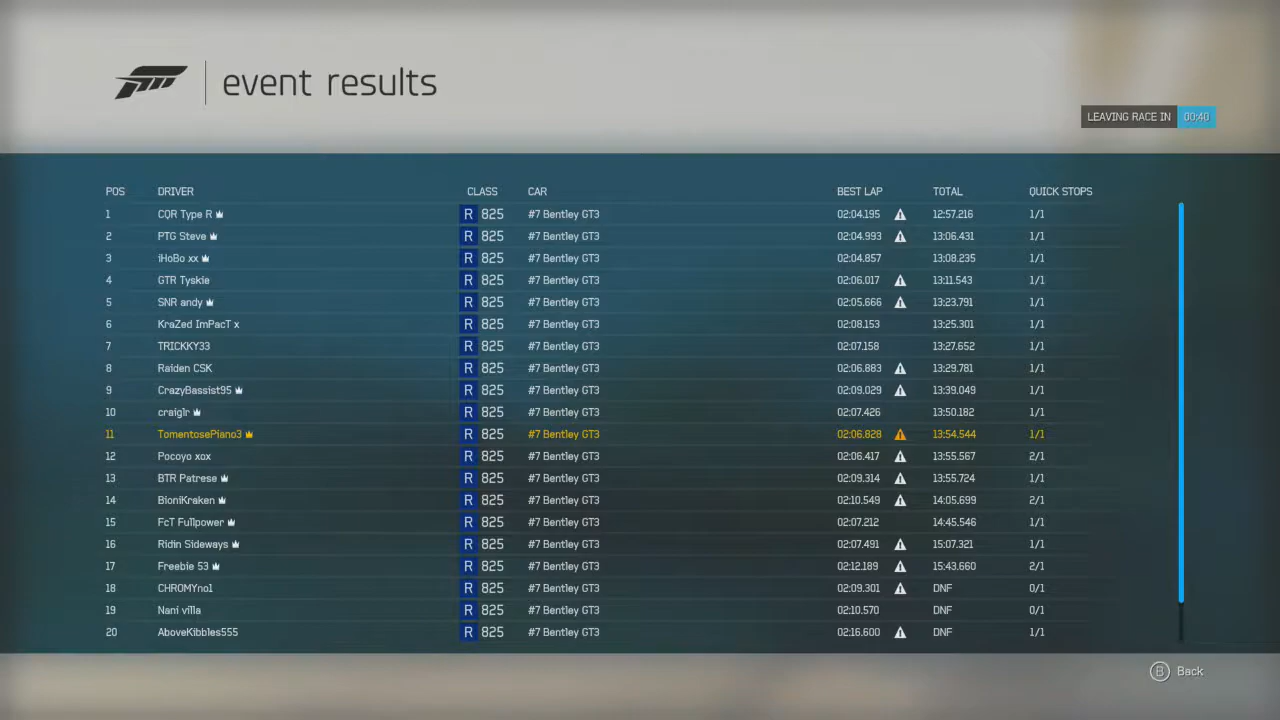 event results
LEAVING RACE IN 00:40
POS DRIVER CLASS CAR BEST LAP TOTAL QUICK STOPS
1 CQR Type R R 825 #7 Bentley GT3 02:04.195 12:57.216 1/1
2 PTG Steve R 825 #7 Bentley GT3 02:04.993 13:06.431 1/1
3 iHoBo xx R 825 #7 Bentley GT3 02:04.857 13:08.235 1/1
4 GTR Tyskie R 825 #7 Bentley GT3 02:06.017 13:11.543 1/1
5 SNR andy R 825 #7 Bentley GT3 02:05.666 13:23.791 1/1
6 KraZed ImPacT x R 825 #7 Bentley GT3 02:08.153 13:25.301 1/1
7 TRICKKY33 R 825 #7 Bentley GT3 02:07.158 13:27.652 1/1
8 Raiden CSK R 825 #7 Bentley GT3 02:06.883 13:29.781 1/1
9 CrazyBassist95 R 825 #7 Bentley GT3 02:09.029 13:39.049 1/1
10 craig1r R 825 #7 Bentley GT3 02:07.426 13:50.182 1/1
11 TomentosePiano3 R 825 #7 Bentley GT3 02:06.828 13:54.544 1/1
12 Pocoyo xox R 825 #7 Bentley GT3 02:06.417 13:55.567 2/1
13 BTR Patrese R 825 #7 Bentley GT3 02:09.314 13:55.724 1/1
14 BioniKraken R 825 #7 Bentley GT3 02:10.549 14:05.699 2/1
15 FcT Fullpower R 825 #7 Bentley GT3 02:07.212 14:45.546 1/1
16 Ridin Sideways R 825 #7 Bentley GT3 02:07.491 15:07.321 1/1
17 Freebie 53 R 825 #7 Bentley GT3 02:12.189 15:43.660 2/1
18 CHROMYno1 R 825 #7 Bentley GT3 02:09.301 DNF 0/1
19 Nani villa R 825 #7 Bentley GT3 02:10.570 DNF 0/1
20 AboveKibbles555 R 825 #7 Bentley GT3 02:16.600 DNF 1/1
B Back